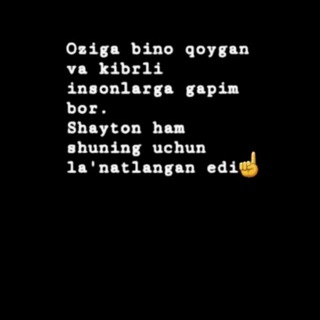 Oziga bino qoygan
va kibrli
insonlarga gapim
bor.
Shayton ham
shuning uchun
la'natlangan edi☝